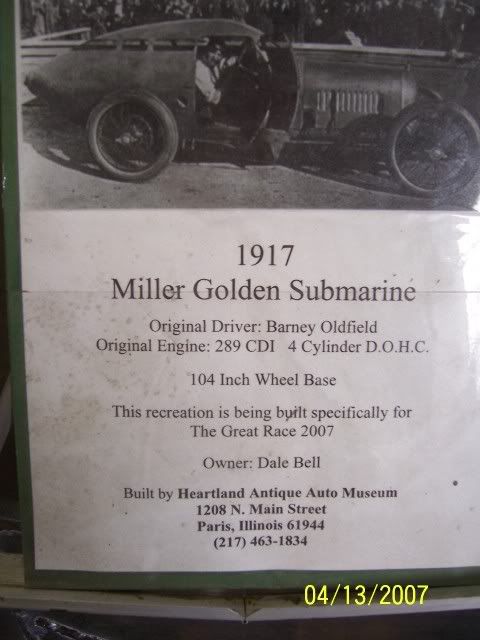 1917
Miller Golden Submarine
Original Driver: Barney Oldfield
Original Engine: 289 CDI 4 Cylinder D.O.H.C.
104 Inch Wheel Base
This recreation is being built specifically for
The Great Race 2007
Owner: Dale Bell
Built by Heartland Antique Auto Museum
1208 N. Main Street
Paris, Illinois 61944
(217) 463-1834
04/13/2007